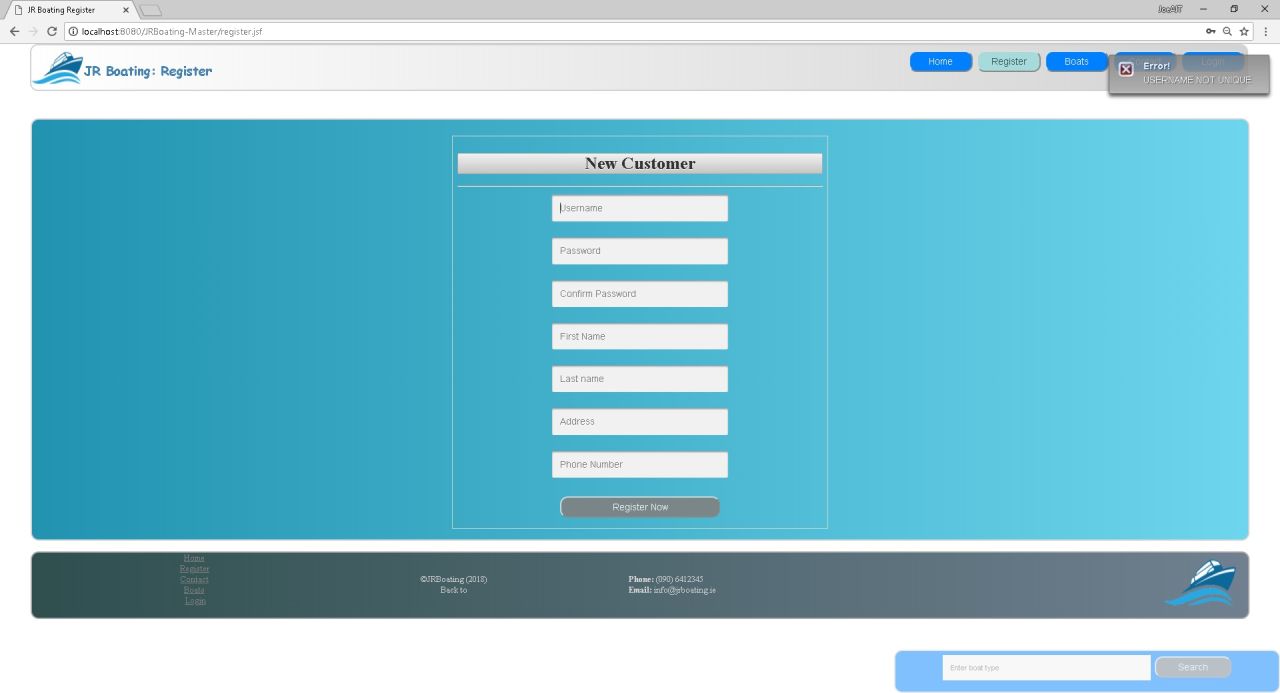 JR Boating Register
JoeAIT
localhost:8080/JRBoating-Master/register.jsf
JR Boating: Register
Home
Register
Boats
Login
Error!
USERNAME NOT UNIQUE
New Customer
Username
Password
Confirm Password
First Name
Last name
Address
Phone Number
Register Now
Home
Register
Contact
Boats
Login
©JRBoating (2018)
Back to
Phone: (090) 6412345
Email: info@jrboating.ie
Enter boat type
Search